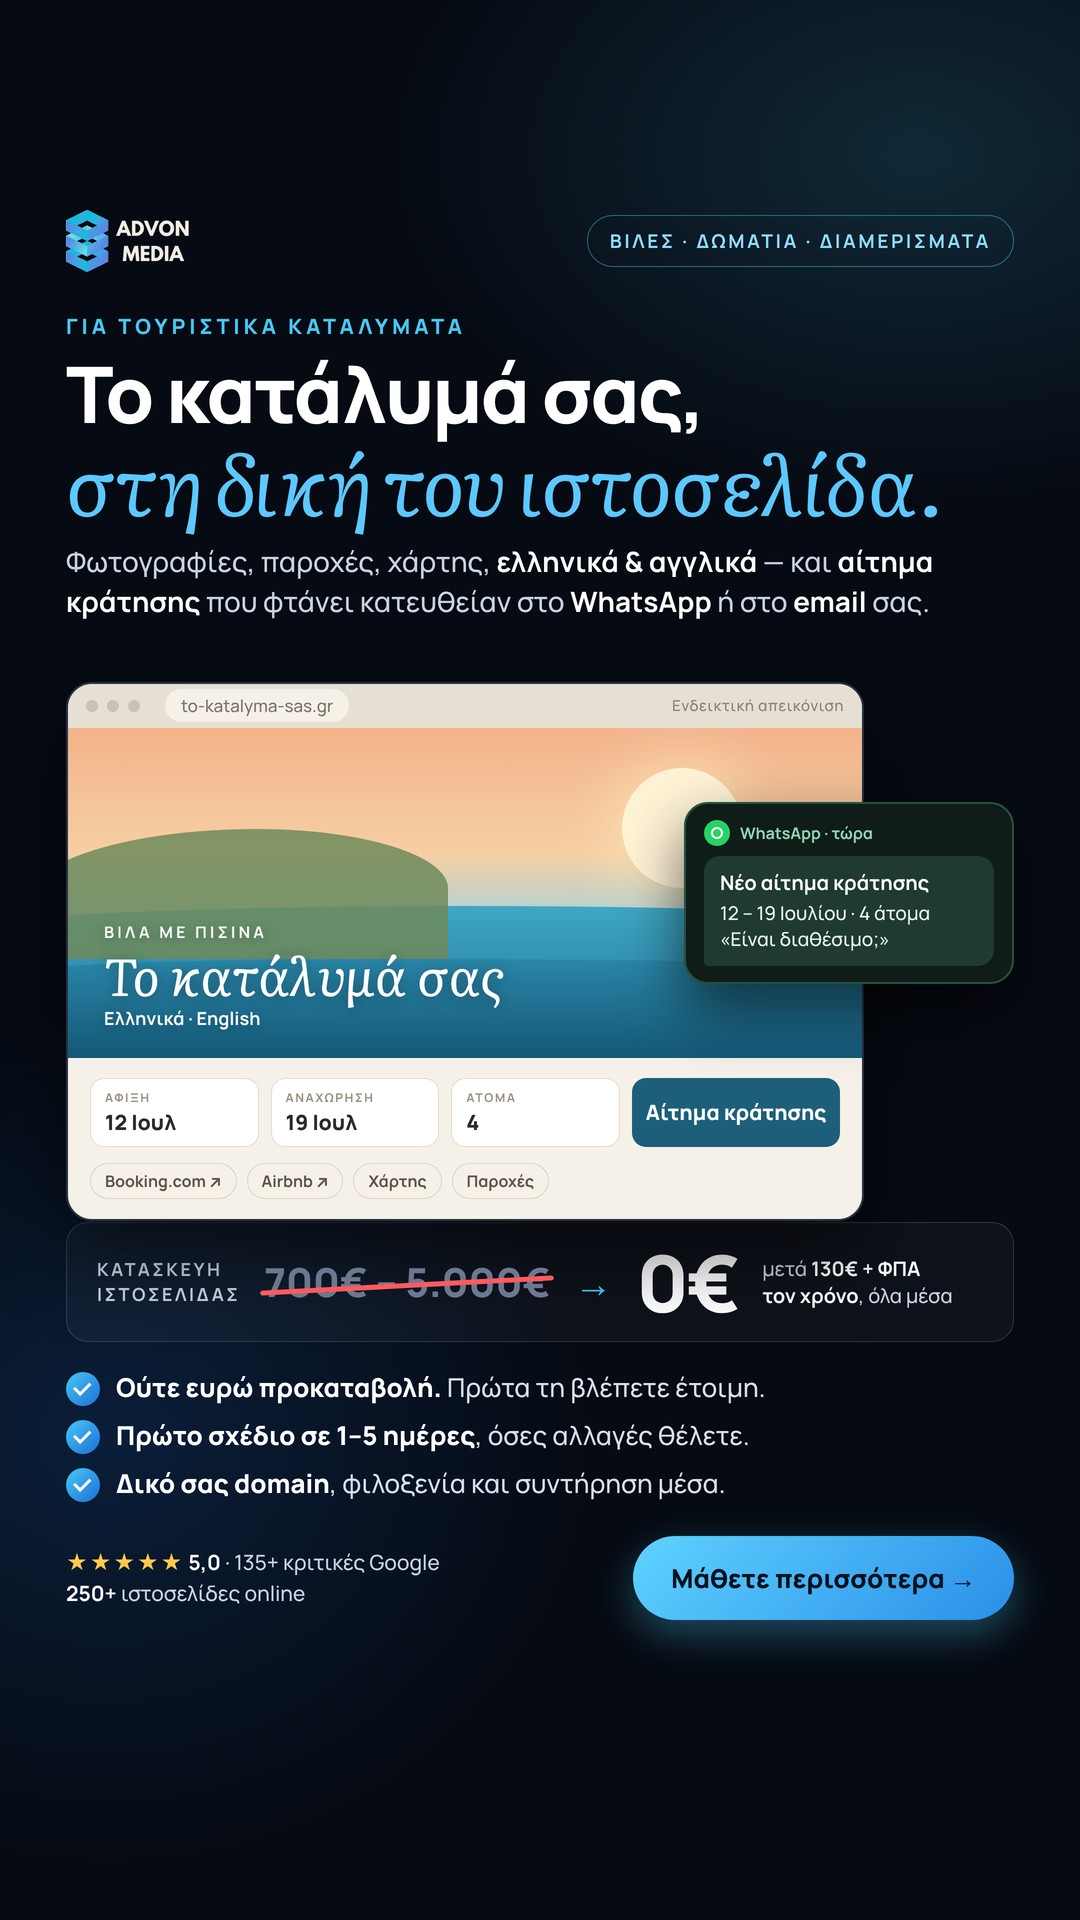 ADVON
MEDIA
ΒΙΛΕΣ · ΔΩΜΑΤΙΑ · ΔΙΑΜΕΡΙΣΜΑΤΑ
ΓΙΑ ΤΟΥΡΙΣΤΙΚΑ ΚΑΤΑΛΥΜΑΤΑ
Το κατάλυμά σας,
στη δική του ιστοσελίδα.
Φωτογραφίες, παροχές, χάρτης, ελληνικά & αγγλικά — και αίτημα
κράτησης που φτάνει κατευθείαν στο WhatsApp ή στο email σας.
to-katalyma-sas.gr
Ενδεικτική απεικόνιση
WhatsApp · τώρα
Νέο αίτημα κράτησης
12 – 19 Ιουλίου · 4 άτομα
«Είναι διαθέσιμο;»
ΒΙΛΑ ΜΕ ΠΙΣΙΝΑ
Το κατάλυμά σας
Ελληνικά · English
ΑΦΙΞΗ
12 Ιουλ
ΑΝΑΧΩΡΗΣΗ
19 Ιουλ
ΑΤΟΜΑ
4
Αίτημα κράτησης
Booking.com ↗
Airbnb ↗
Χάρτης
Παροχές
ΚΑΤΑΣΚΕΥΗ
ΙΣΤΟΣΕΛΙΔΑΣ
700€ – 5.000€
→
0€
μετά 130€ + ΦΠΑ
τον χρόνο, όλα μέσα
Ούτε ευρώ προκαταβολή. Πρώτα τη βλέπετε έτοιμη.
Πρώτο σχέδιο σε 1–5 ημέρες, όσες αλλαγές θέλετε.
Δικό σας domain, φιλοξενία και συντήρηση μέσα.
★★★★★ 5,0 · 135+ κριτικές Google
250+ ιστοσελίδες online
Μάθετε περισσότερα →